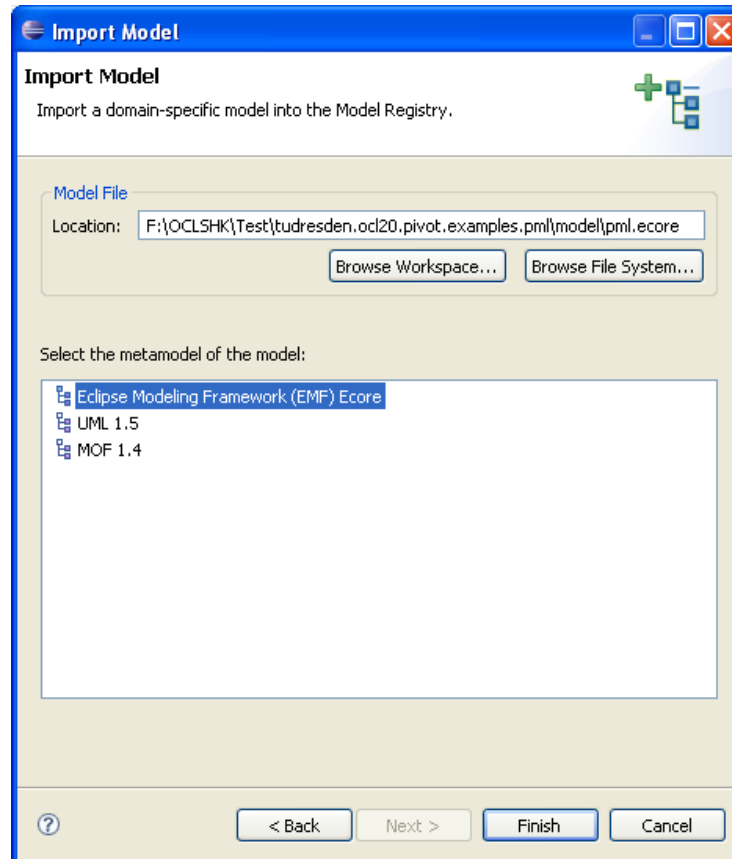 Import Model
Import Model
Import a domain-specific model into the Model Registry.
Model File
Location: F:\OCLSHK\Test\tudresden.ocl20.pivot.examples.pml\model\pml.ecore
Browse Workspace... Browse File System...
Select the metamodel of the model:
Eclipse Modeling Framework (EMF) Ecore
UML 1.5
MOF 1.4
? < Back Next > Finish Cancel